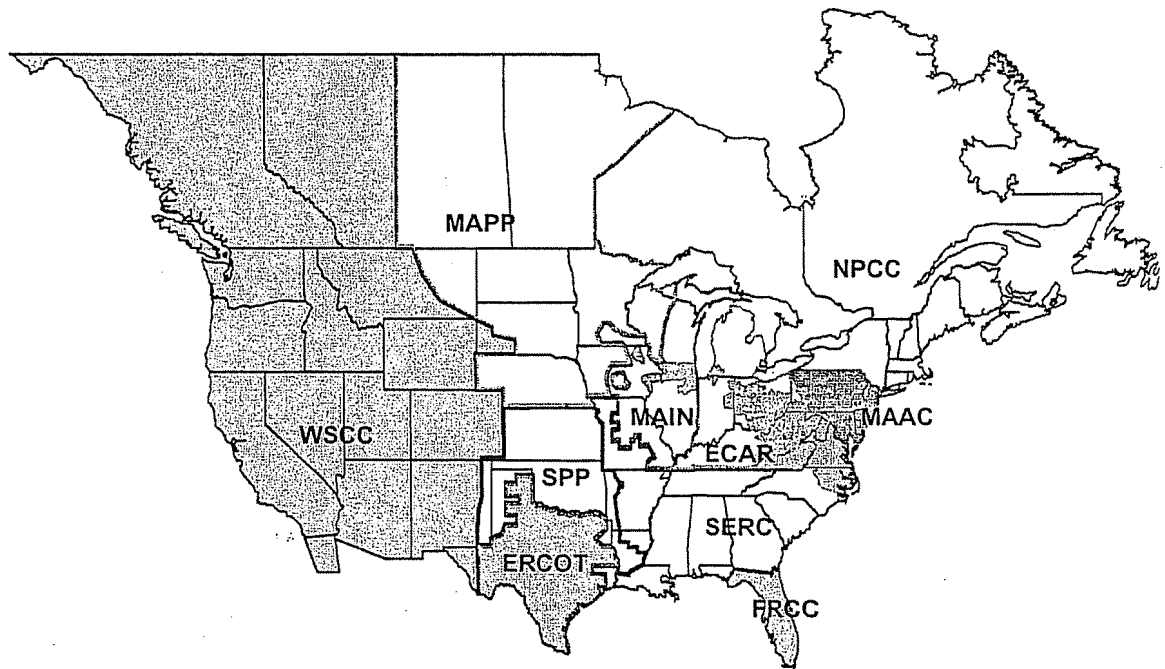 MAPP
NPCC
MAIN
MAAC
WSCC
ECAR
SPP
SERC
ERCOT
FRCC